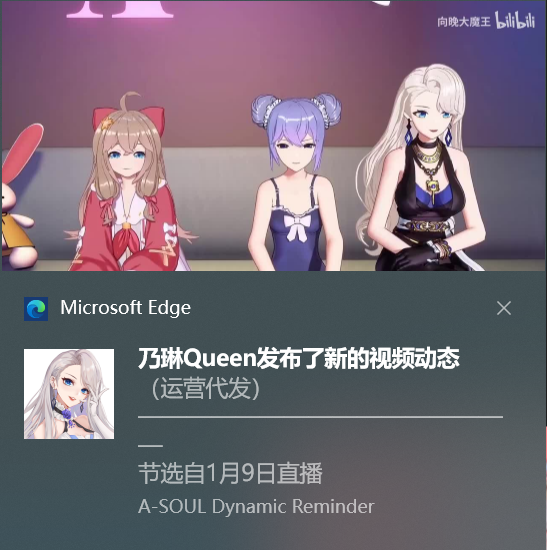 向晚大魔王 bilibili
Microsoft Edge
乃琳Queen发布了新的视频动态
（运营代发）
——
节选自1月9日直播
A-SOUL Dynamic Reminder